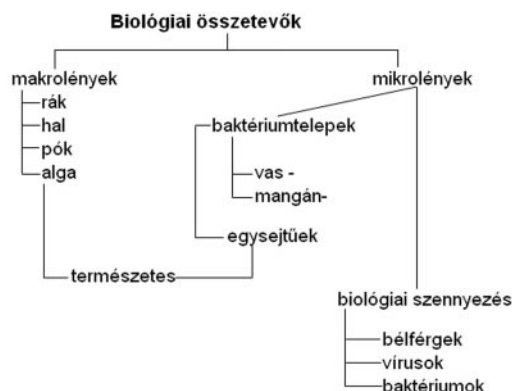 Biológiai összetevők
makrolények
rák
hal
pók
alga
természetes
mikrolények
baktériumtelepek
vas -
mangán-
egysejtűek
biológiai szennyezés
bélférgek
vírusok
baktériumok